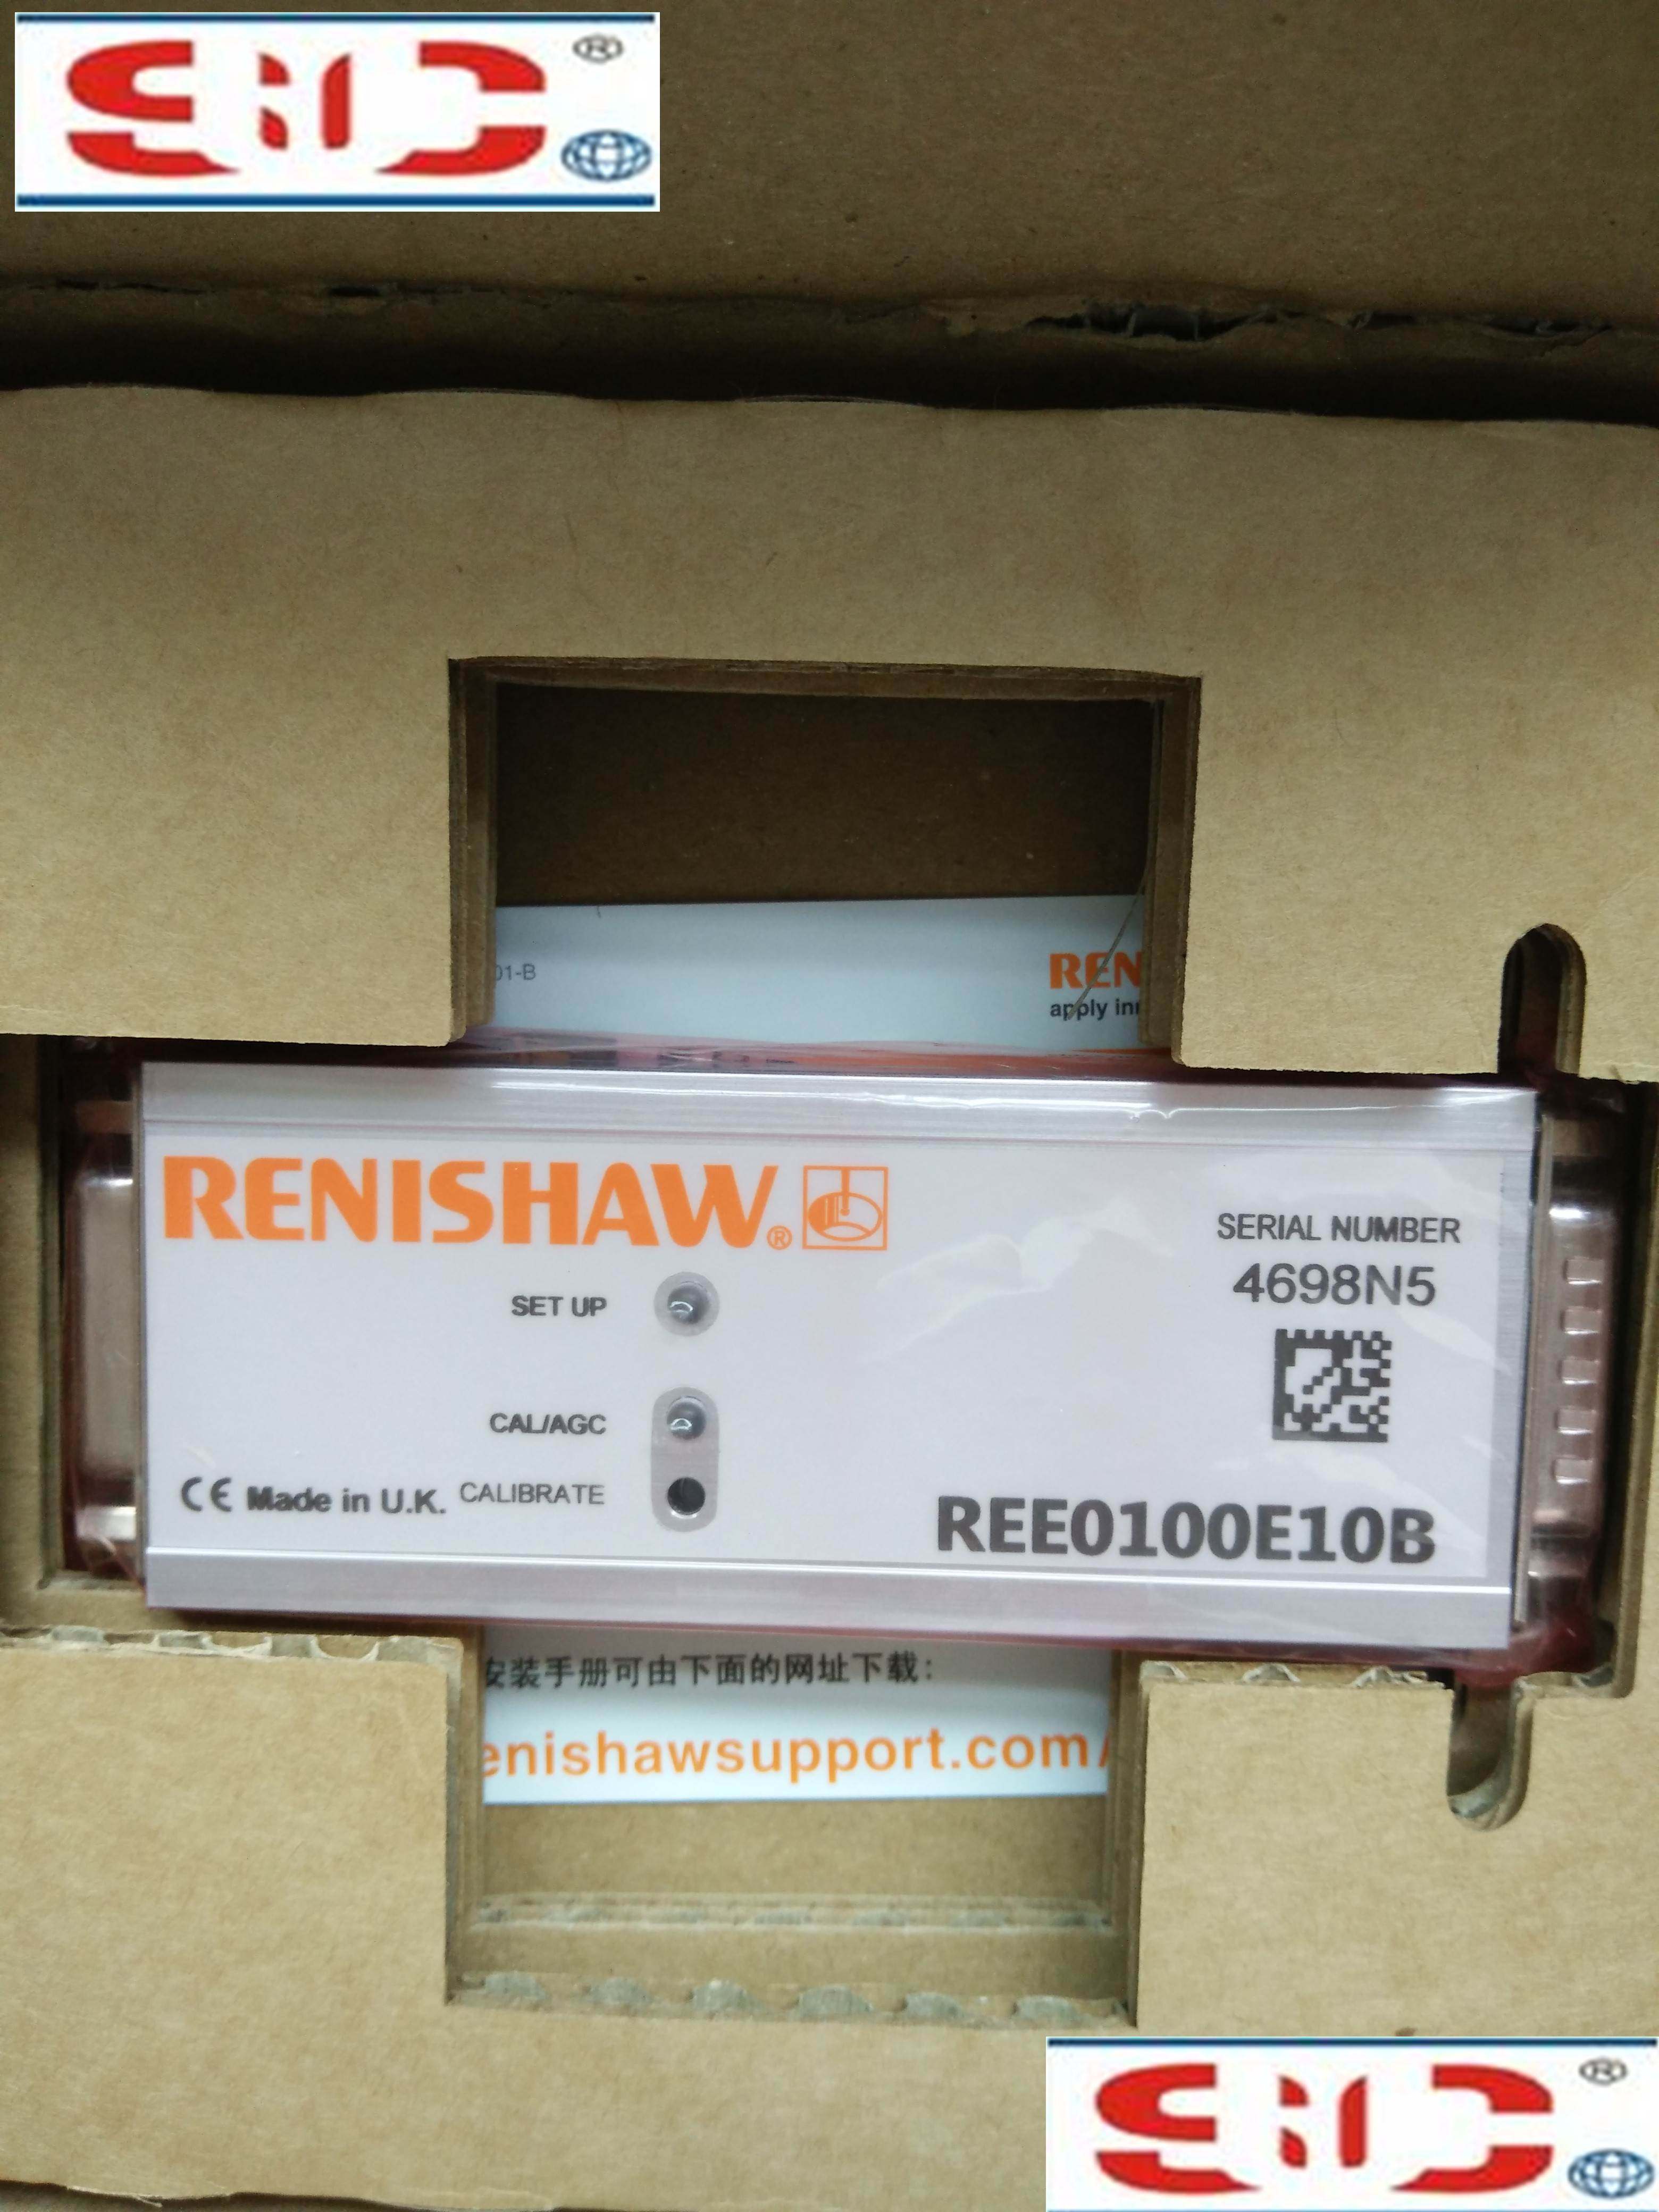 ®
01-B
REN
apply inn
RENISHAW®
SERIAL NUMBER
4698N5
SET UP
CAL/AGC
CE Made in U.K. CALIBRATE
REE0100E10B
安装手册可由下面的网址下载:
enishawsupport.com/
®